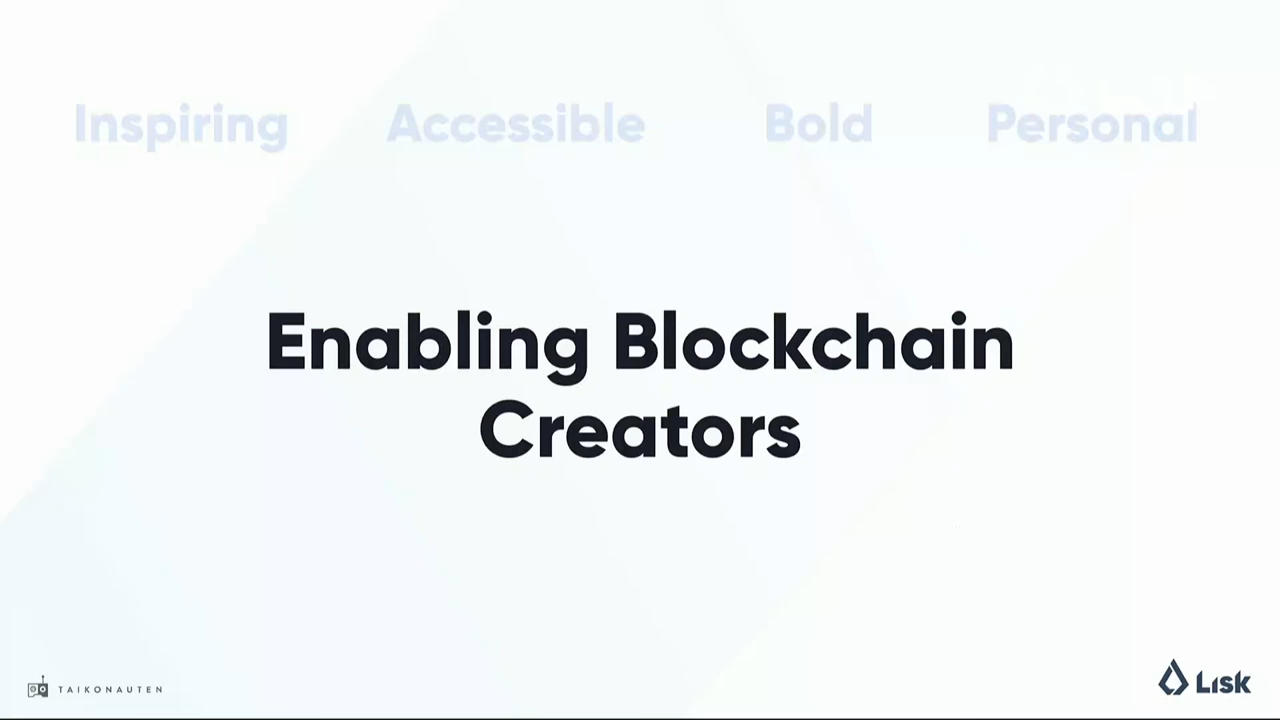 Inspiring Accessible Bold Personal
Enabling Blockchain
Creators
TAIKONAUTEN
Lisk